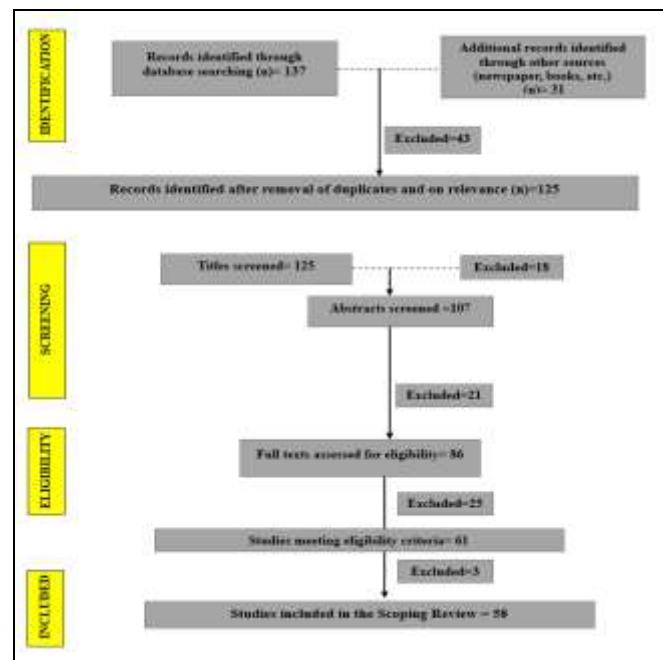 IDENTIFICATION
Records identified through
database searching (n)= 137
Additional records identified
through other sources
(newspaper, books, etc.)
(n)= 31
Excluded=43
Records identified after removal of duplicates and on relevance (n)=125
SCREENING
Titles screened= 125
Excluded=18
Abstracts screened =107
Excluded=21
ELIGIBILITY
Full texts assessed for eligibility= 86
Excluded=25
Studies meeting eligibility criteria= 61
Excluded=3
INCLUDED
Studies included in the Scoping Review = 58